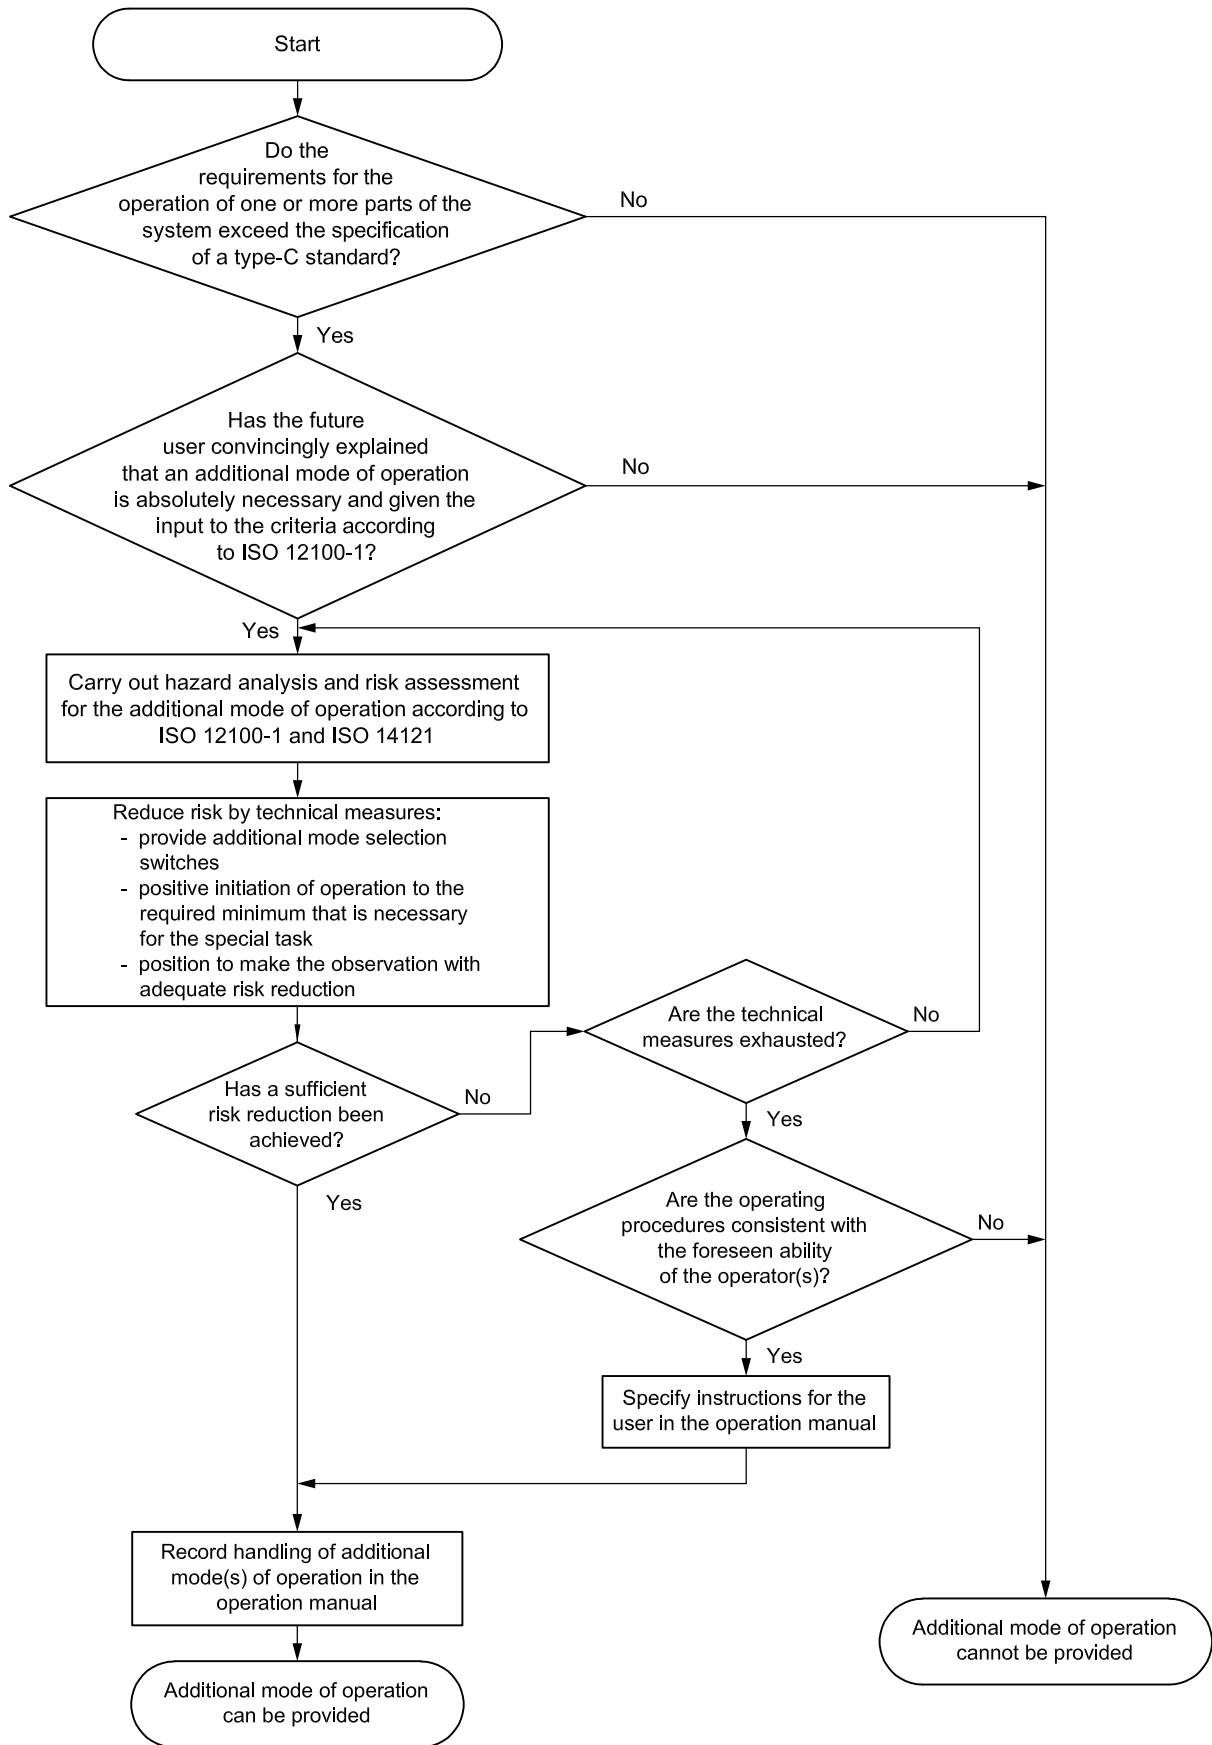 Start
Do the
requirements for the
operation of one or more parts of the
system exceed the specification
of a type-C standard?
No
Yes
Has the future
user convincingly explained
that an additional mode of operation
is absolutely necessary and given the
input to the criteria according
to ISO 12100-1?
No
Yes
Carry out hazard analysis and risk assessment
for the additional mode of operation according to
ISO 12100-1 and ISO 14121
Reduce risk by technical measures:
- provide additional mode selection
switches
- positive initiation of operation to the
required minimum that is necessary
for the special task
- position to make the observation with
adequate risk reduction
Are the technical
measures exhausted?
No
Has a sufficient
risk reduction been
achieved?
No
Yes
Yes
Are the operating
procedures consistent with
the foreseen ability
of the operator(s)?
No
Yes
Specify instructions for the
user in the operation manual
Record handling of additional
mode(s) of operation in the
operation manual
Additional mode of operation
cannot be provided
Additional mode of operation
can be provided